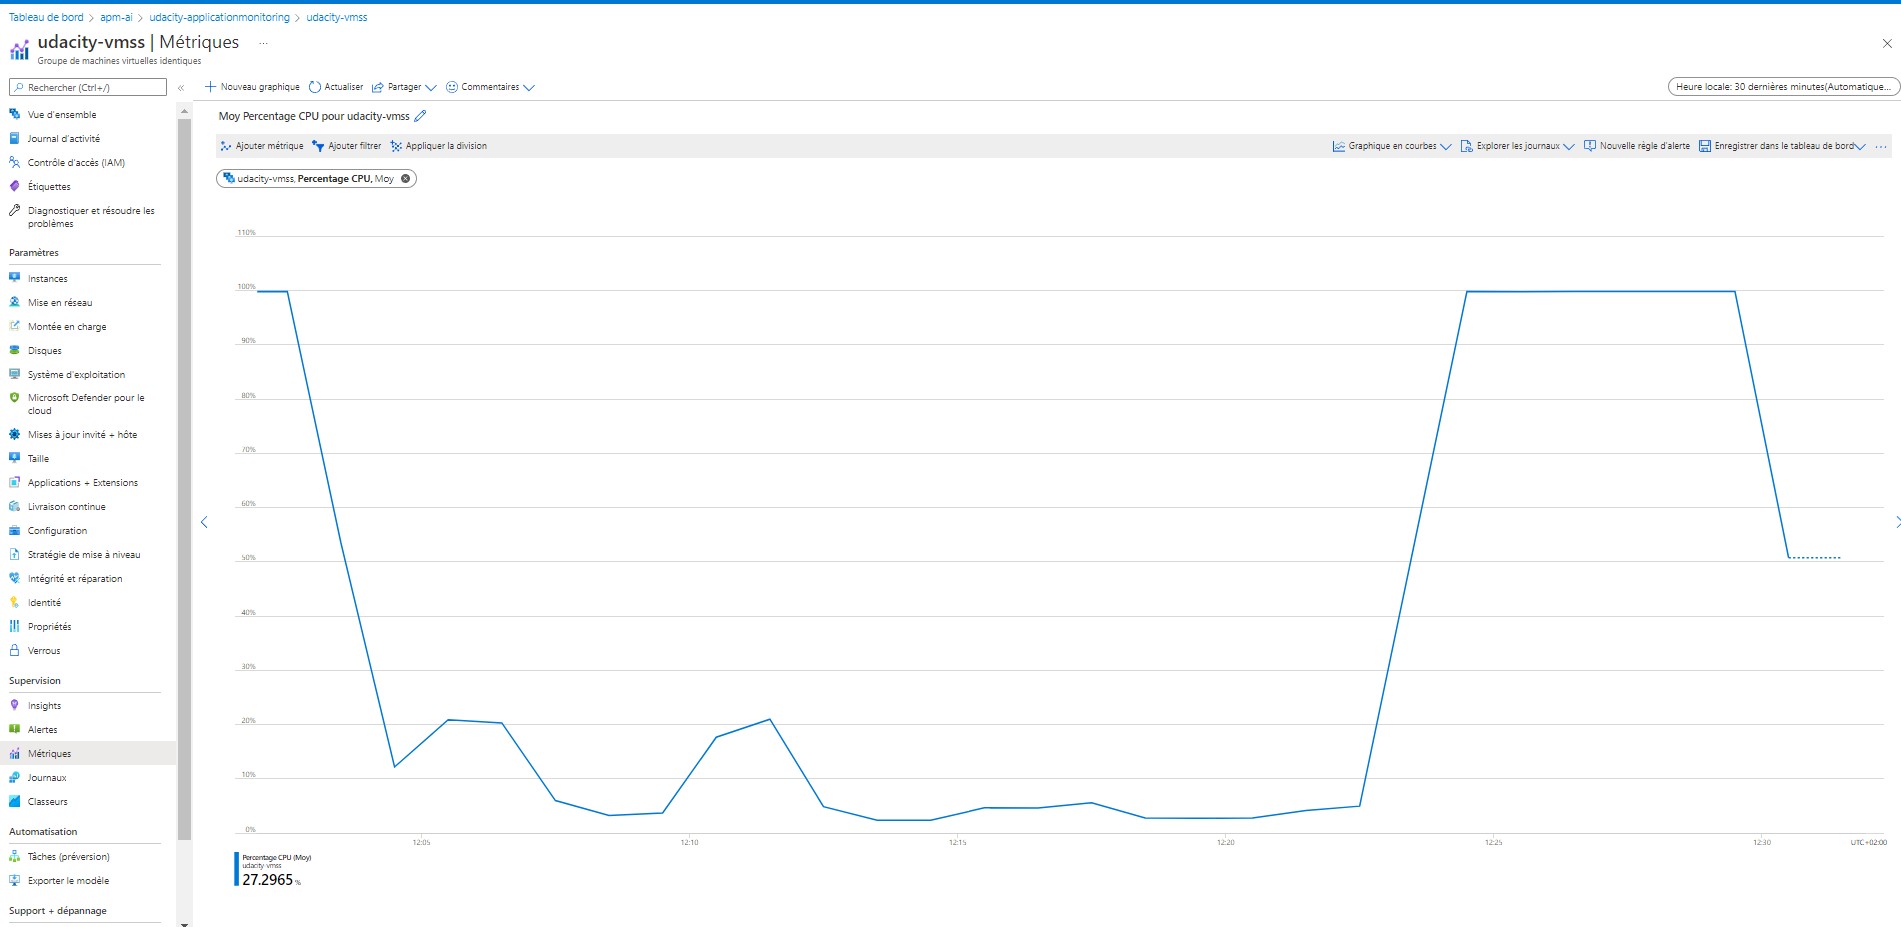 Tableau de bord > apm-ai > udacity-applicationmonitoring > udacity-vmss
udacity-vmss | Métriques ...
Groupe de machines virtuelles identiques
Rechercher (Ctrl+/)
«
Nouveau graphique
Actualiser
Partager
Commentaires
Heure locale: 30 dernières minutes(Automatique...
Vue d'ensemble
Journal d'activité
Contrôle d'accès (IAM)
Étiquettes
Diagnostiquer et résoudre les
problèmes
Paramètres
Instances
Mise en réseau
Montée en charge
Disques
Système d'exploitation
Microsoft Defender pour le
cloud
Mises à jour invité + hôte
Taille
Applications + Extensions
Livraison continue
Configuration
Stratégie de mise à niveau
Intégrité et réparation
Identité
Propriétés
Verrous
Supervision
Insights
Alertes
Métriques
Journaux
Classeurs
Automatisation
Tâches (préversion)
Exporter le modèle
Support + dépannage
Moy Percentage CPU pour udacity-vmss
Ajouter métrique
Ajouter filtrer
Appliquer la division
Graphique en courbes
Explorer les journaux
Nouvelle règle d'alerte
Enregistrer dans le tableau de bord
...
udacity-vmss, Percentage CPU, Moy
110%
100%
90%
80%
70%
60%
50%
40%
30%
20%
10%
0%
12:05
12:10
12:15
12:20
12:25
12:30
UTC+02:00
Percentage CPU (Moy)
udacity vmss
27.2965 %